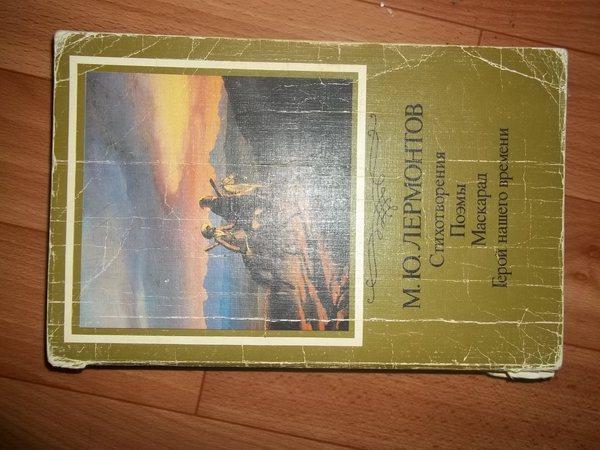 М.Ю.ЛЕРМОНТОВ
Стихотворения
Поэмы
Маскарад
Герой нашего времени